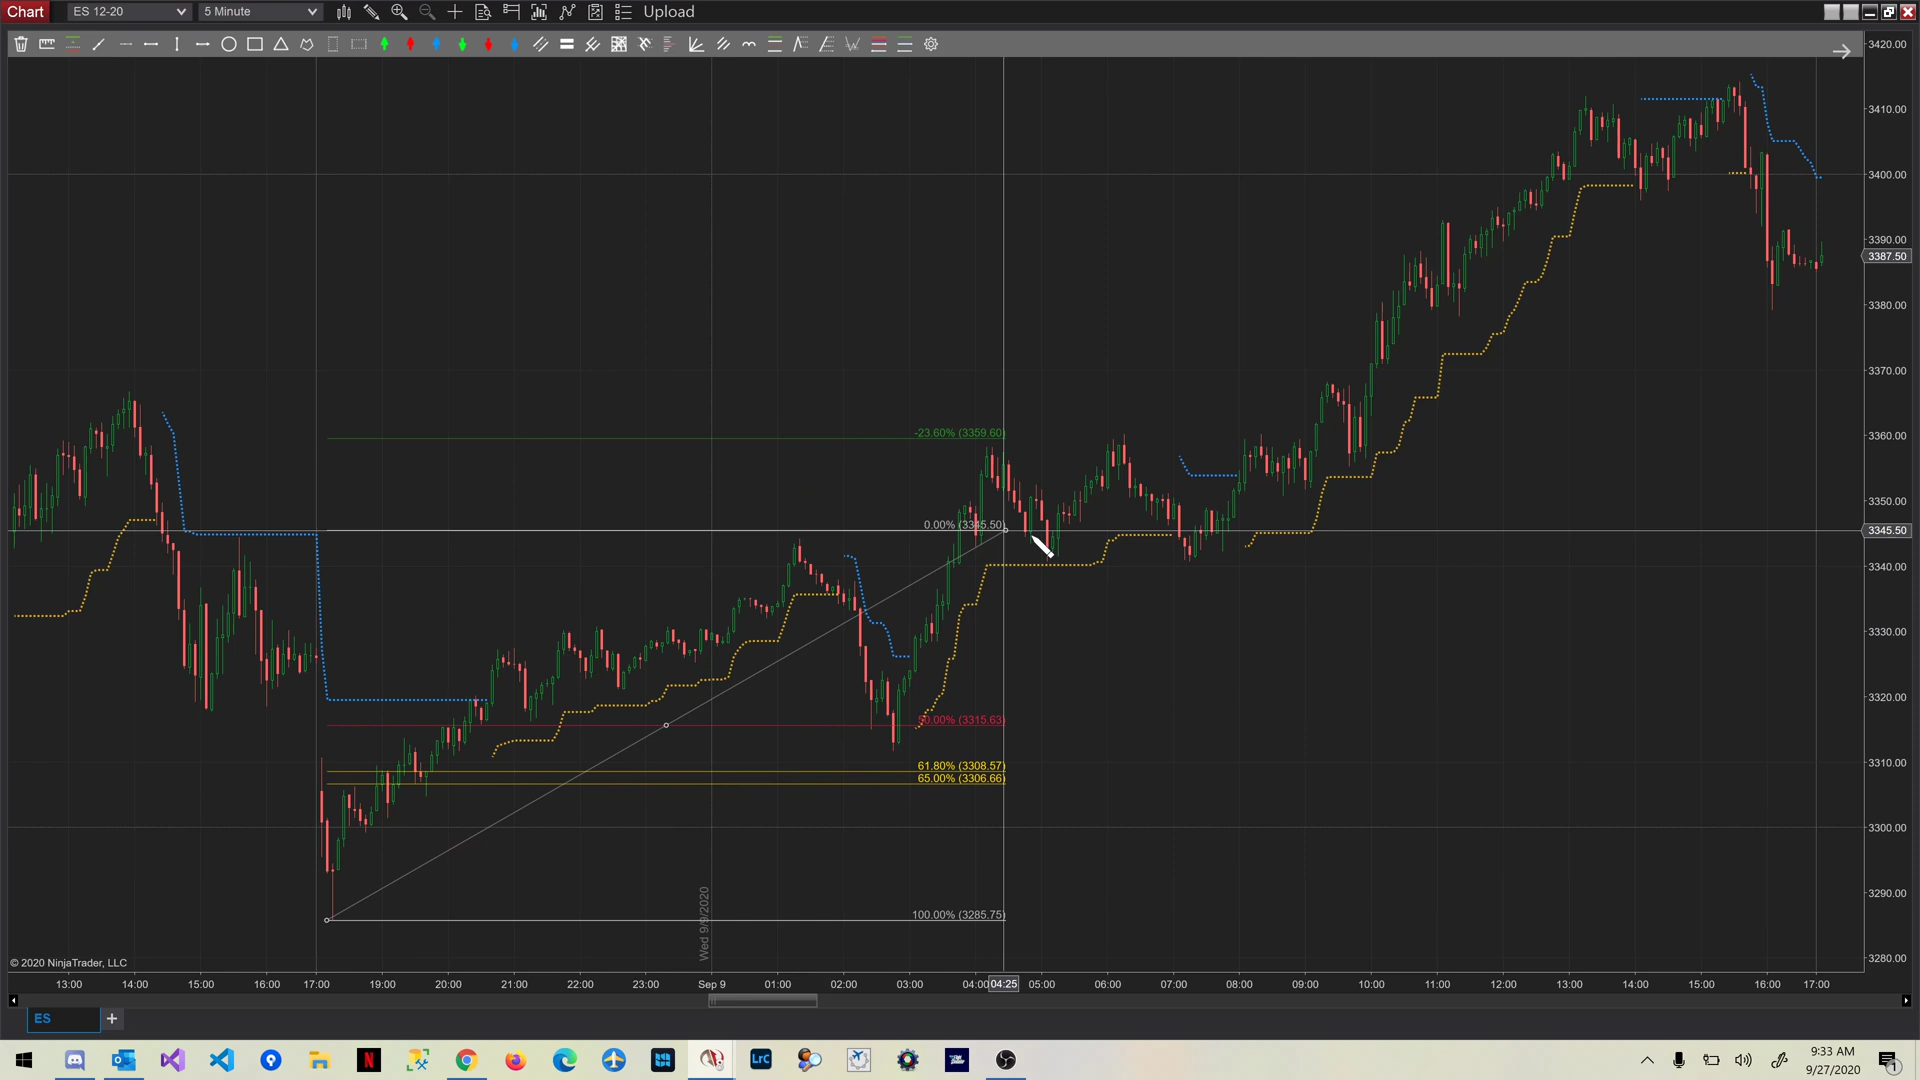 Chart
ES 12-20
5 Minute
Upload
3420.00
3410.00
3400.00
3390.00
3387.50
3380.00
3370.00
3360.00
3350.00
3345.50
3340.00
3330.00
3320.00
3310.00
3300.00
3290.00
3280.00
-23.60% (3359.60)
0.00% (3345.50)
50.00% (3315.63)
61.80% (3308.57)
65.00% (3306.66)
100.00% (3285.75)
Wed 9/9/2020
© 2020 NinjaTrader, LLC
13:00 14:00 15:00 16:00 17:00 19:00 20:00 21:00 22:00 23:00 Sep 9 01:00 02:00 03:00 04:00 04:25 05:00 06:00 07:00 08:00 09:00 10:00 11:00 12:00 13:00 14:00 15:00 16:00 17:00
ES +
N
LrC
9:33 AM
9/27/2020
1